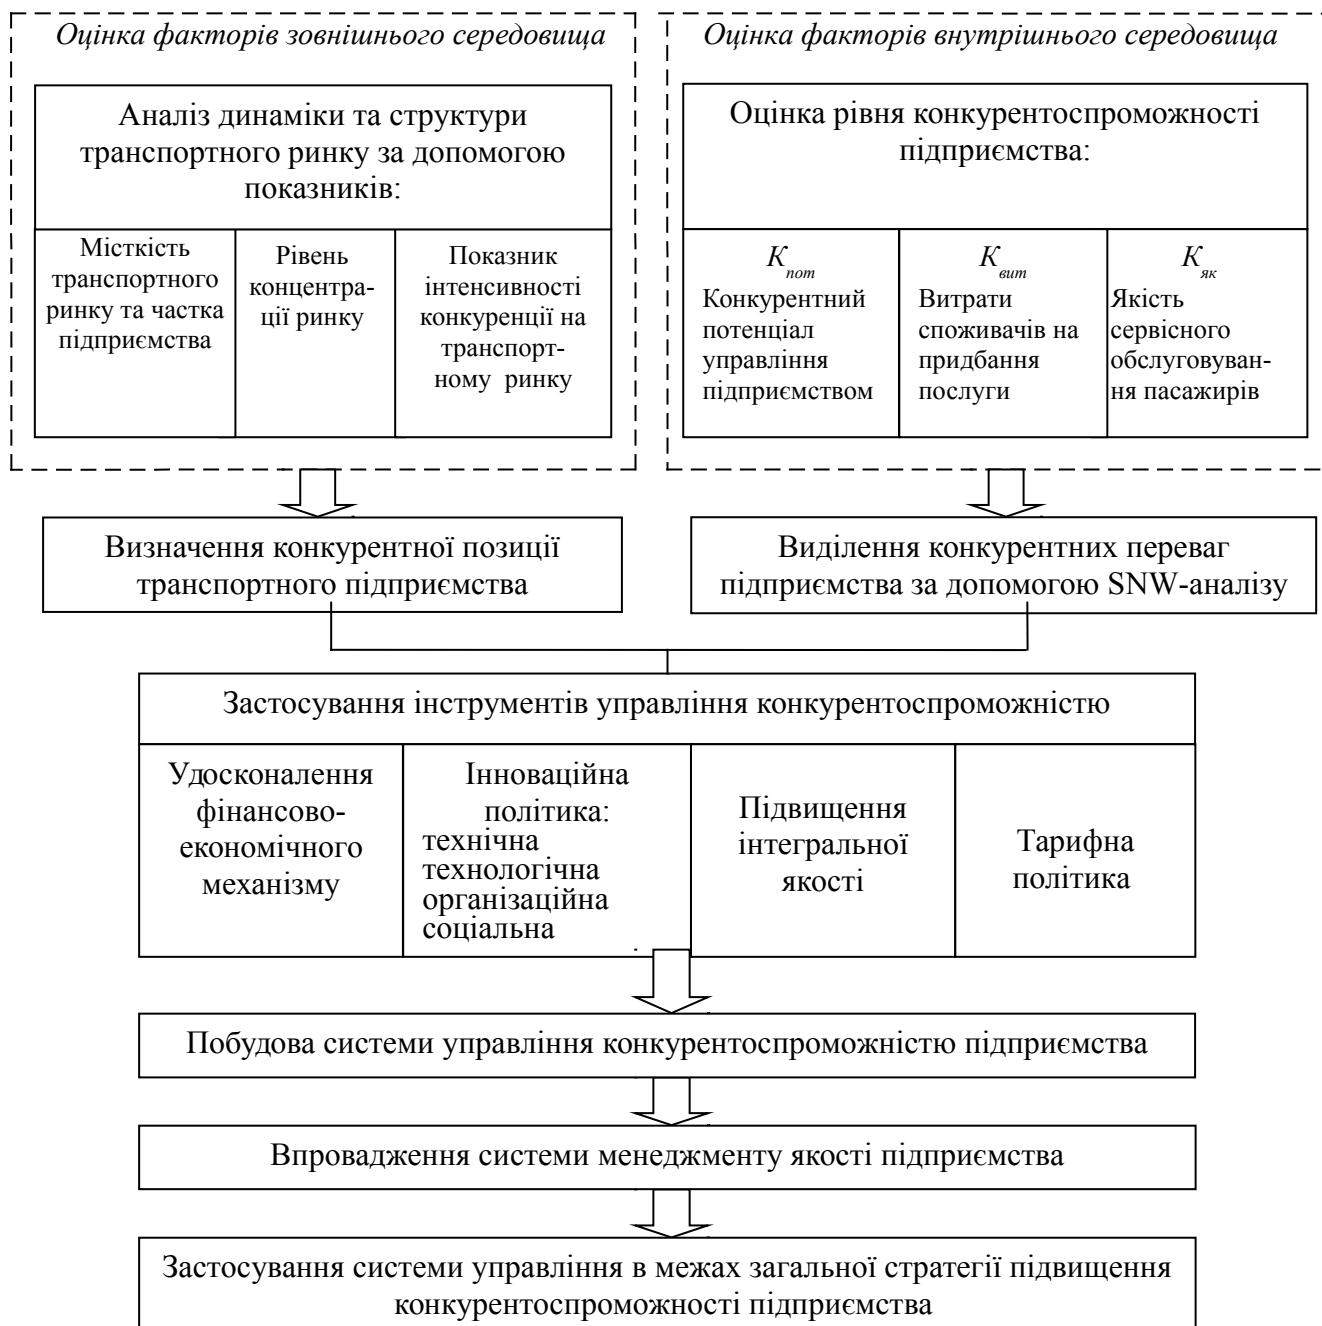 Оцінка факторів зовнішнього середовища
Аналіз динаміки та структури
транспортного ринку за допомогою
показників:
Місткість
транспортного
ринку та частка
підприємства
Рівень
концентра-
ції ринку
Показник
інтенсивності
конкуренції на
транспорт-
ному ринку
Оцінка факторів внутрішнього середовища
Оцінка рівня конкурентоспроможності
підприємства:
К пот
Конкурентний
потенціал
управління
підприємством
К вит
Витрати
споживачів на
придбання
послуги
К як
Якість
сервісного
обслуговуван-
ня пасажирів
Визначення конкурентної позиції
транспортного підприємства
Виділення конкурентних переваг
підприємства за допомогою SNW-аналізу
Застосування інструментів управління конкурентоспроможністю
Удосконалення
фінансово-
економічного
механізму
Інноваційна
політика:
технічна
технологічна
організаційна
соціальна
Підвищення
інтегральної
якості
Тарифна
політика
Побудова системи управління конкурентоспроможністю підприємства
Впровадження системи менеджменту якості підприємства
Застосування системи управління в межах загальної стратегії підвищення
конкурентоспроможності підприємства